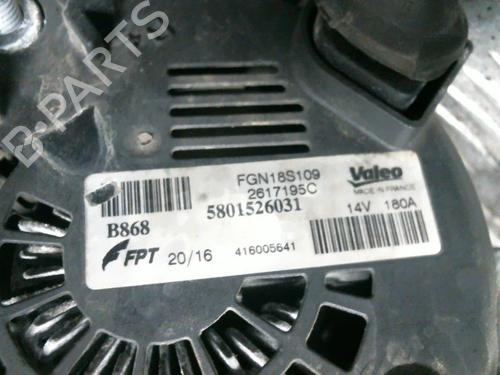 B-PARTS
FGN18S109
2617195C
5801526031
Valeo
MADE IN FRANCE
14V 180A
B868
FPT
20/16
416005641